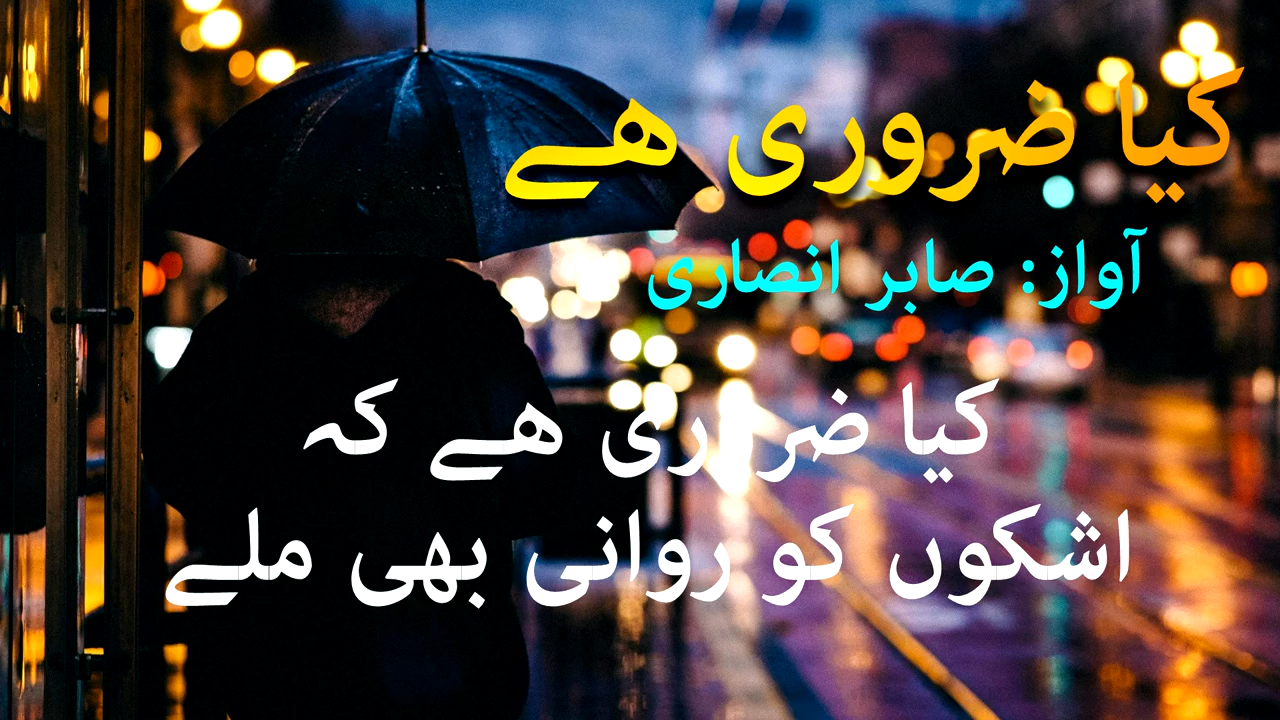 کیا ضروری ھے
آواز: صابر انصاری
کیا ضروری ھے کہ
اشکوں کو روانی بھی ملے